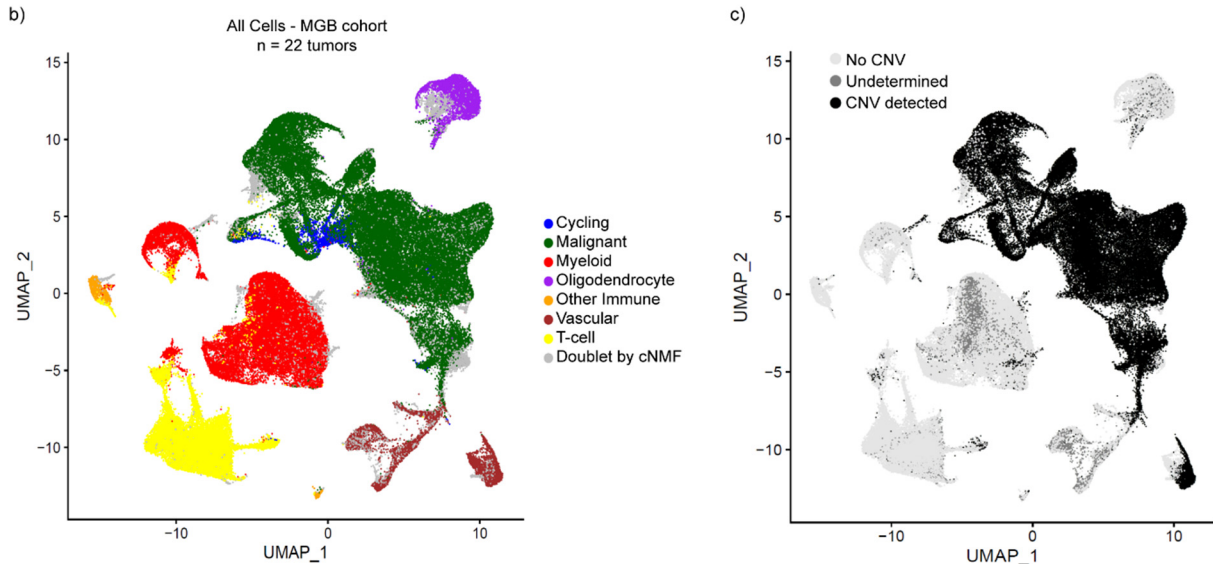 b)
All Cells - MGB cohort
n = 22 tumors
15
10
5
0
−5
−10
UMAP_2
−10
0
10
UMAP_1
Cycling
Malignant
Myeloid
Oligodendrocyte
Other Immune
Vascular
T-cell
Doublet by cNMF
c)
No CNV
Undetermined
CNV detected
15
10
5
0
−5
−10
UMAP_2
−10
0
10
UMAP_1